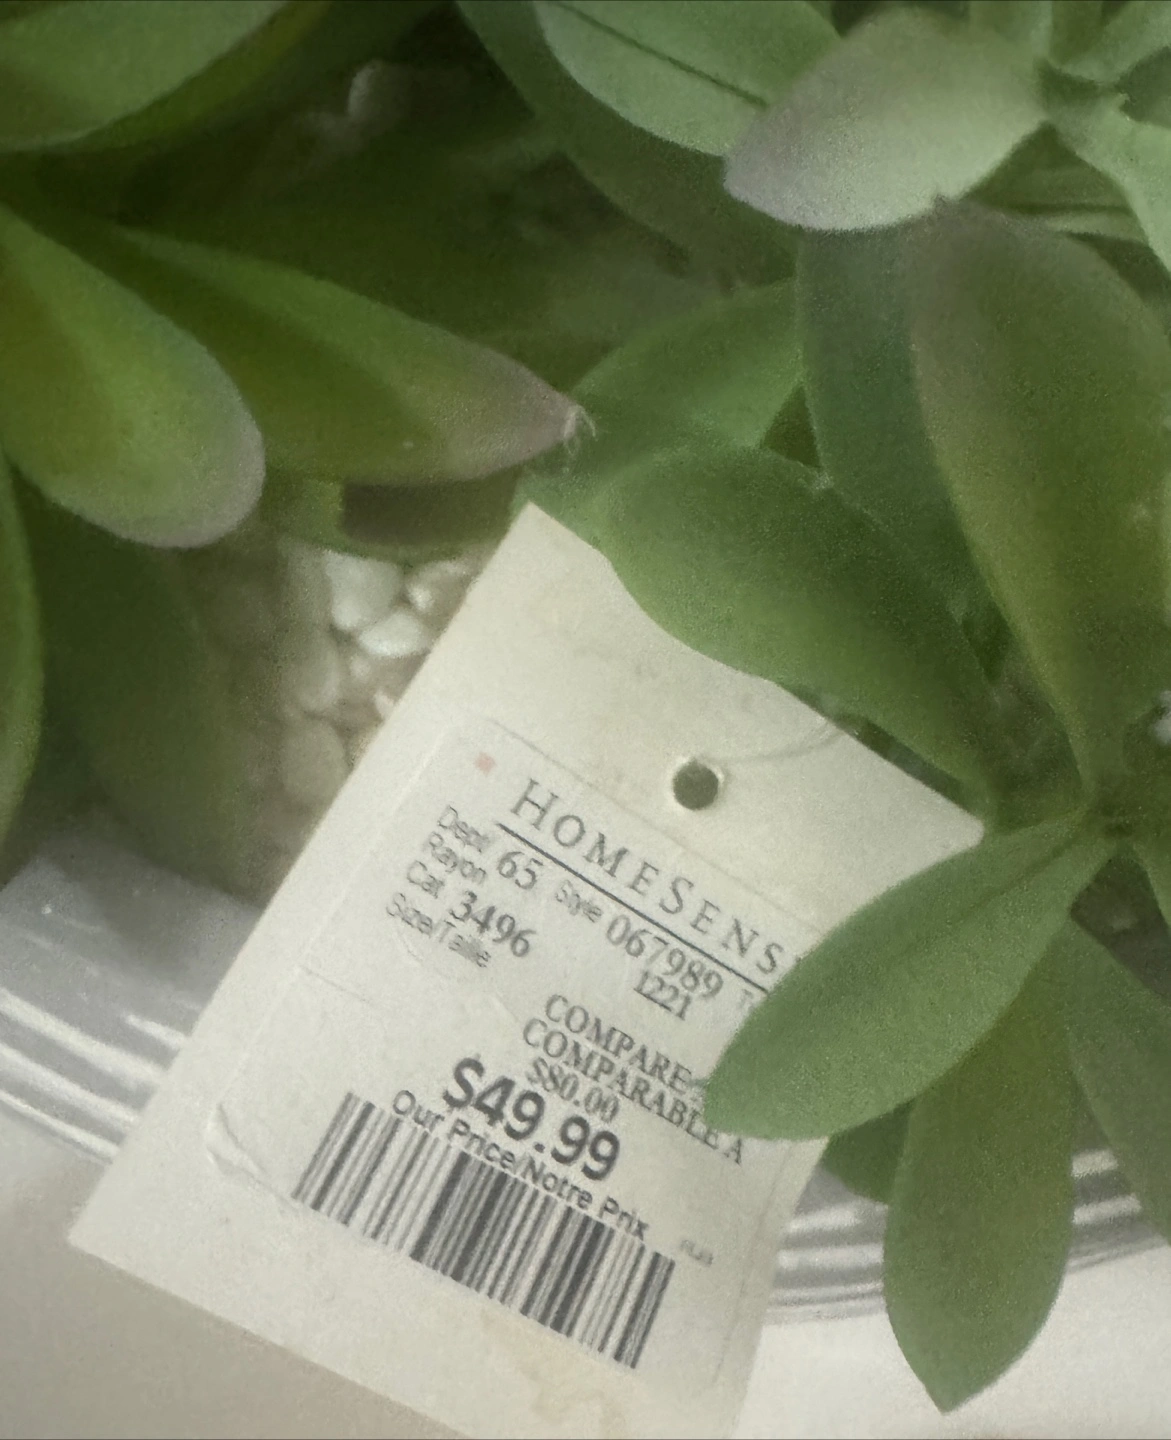 HOMESENS
Dept/ 65 Style 067989
Rayon
Cat 3496 1221
Size/Taille
COMPARE
COMPARABLE A
$80.00
$49.99
Our Price/Notre Prix